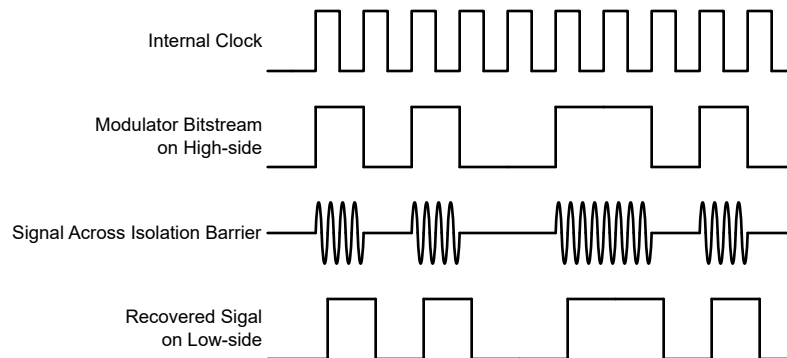 Internal Clock
Modulator Bitstream
on High-side
Signal Across Isolation Barrier
Recovered Sigal
on Low-side